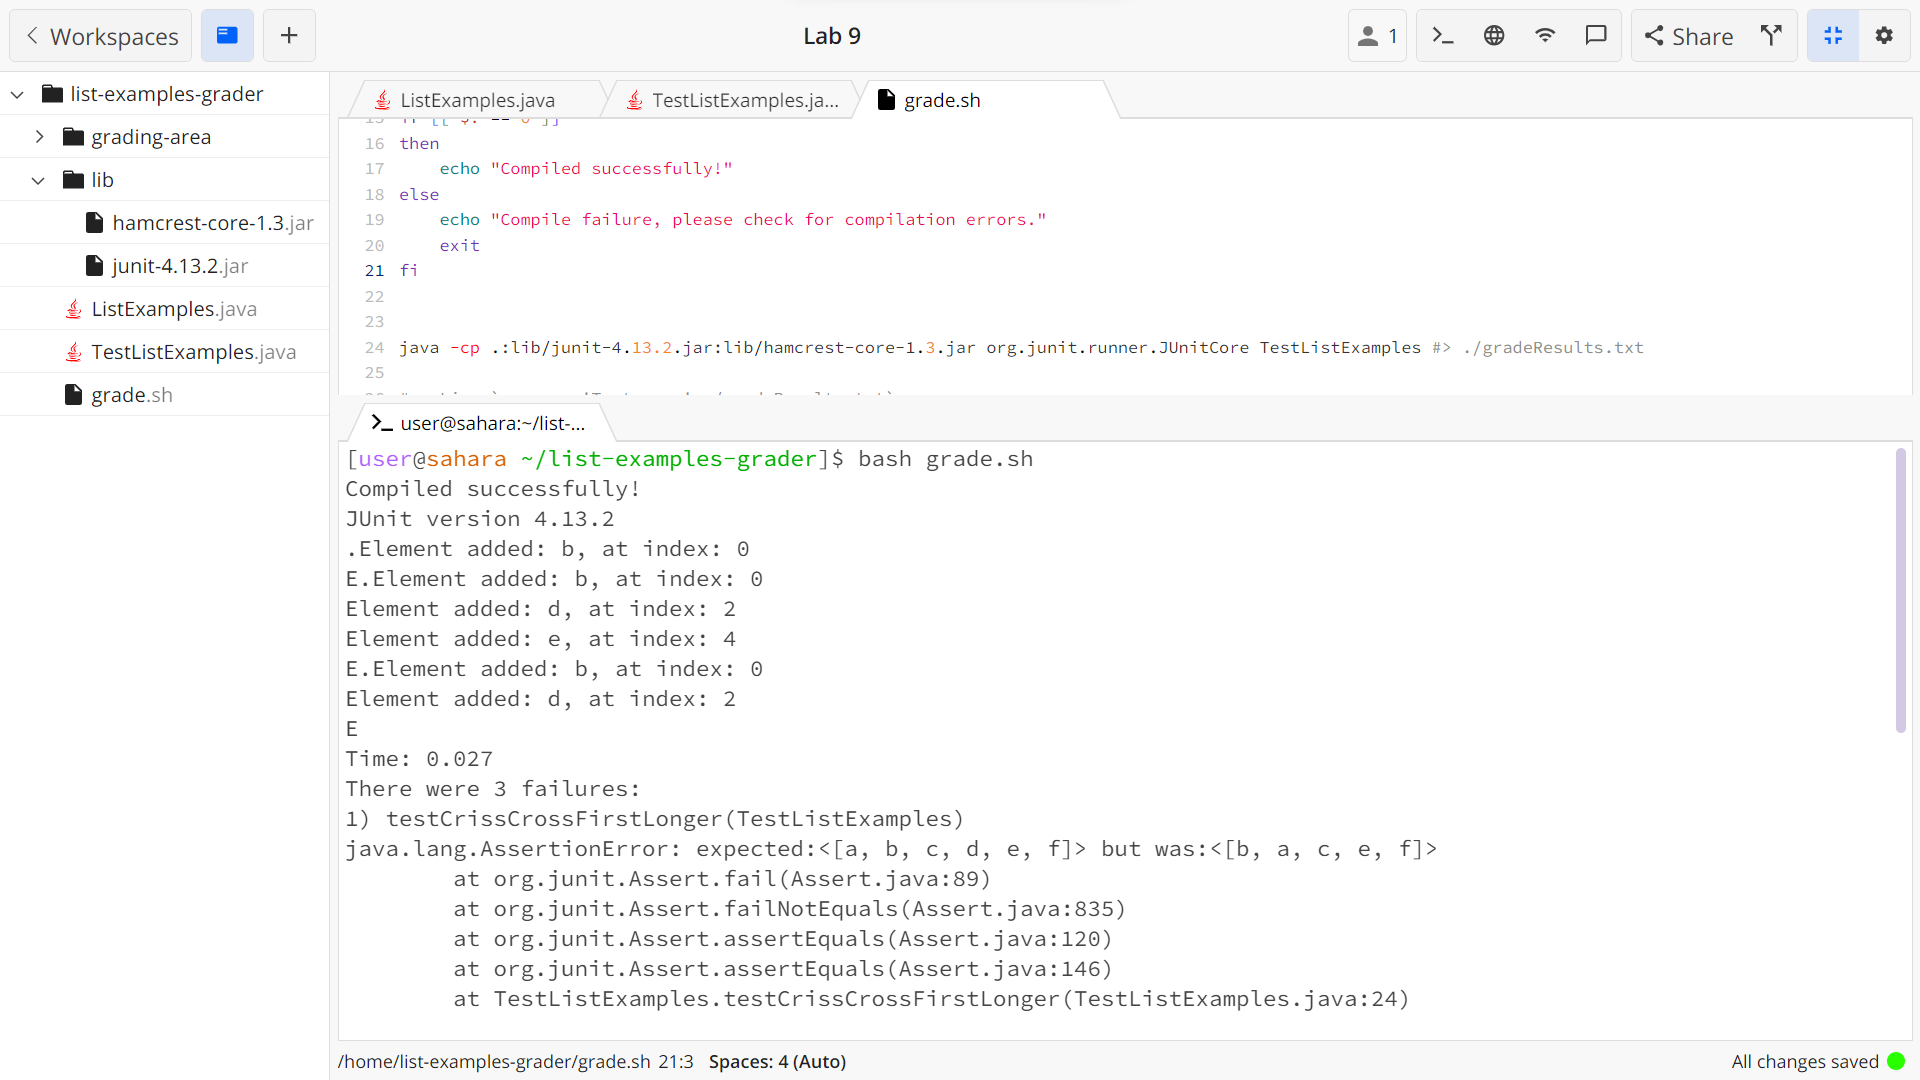 Workspaces
Lab 9
1
Share
list-examples-grader
grading-area
lib
hamcrest-core-1.3.jar
junit-4.13.2.jar
ListExamples.java
TestListExamples.java
grade.sh
ListExamples.java
TestListExamples.ja...
grade.sh
16 then
17 echo "Compiled successfully!"
18 else
19 echo "Compile failure, please check for compilation errors."
20 exit
21 fi
22
23
24 java -cp .:lib/junit-4.13.2.jar:lib/hamcrest-core-1.3.jar org.junit.runner.JUnitCore TestListExamples #> ./gradeResults.txt
25
user@sahara:~/list-...
[user@sahara ~/list-examples-grader]$ bash grade.sh
Compiled successfully!
JUnit version 4.13.2
.Element added: b, at index: 0
E.Element added: b, at index: 0
Element added: d, at index: 2
Element added: e, at index: 4
E.Element added: b, at index: 0
Element added: d, at index: 2
E
Time: 0.027
There were 3 failures:
1) testCrissCrossFirstLonger(TestListExamples)
java.lang.AssertionError: expected:<[a, b, c, d, e, f]> but was:<[b, a, c, e, f]>
at org.junit.Assert.fail(Assert.java:89)
at org.junit.Assert.failNotEquals(Assert.java:835)
at org.junit.Assert.assertEquals(Assert.java:120)
at org.junit.Assert.assertEquals(Assert.java:146)
at TestListExamples.testCrissCrossFirstLonger(TestListExamples.java:24)
/home/list-examples-grader/grade.sh 21:3 Spaces: 4 (Auto)
All changes saved